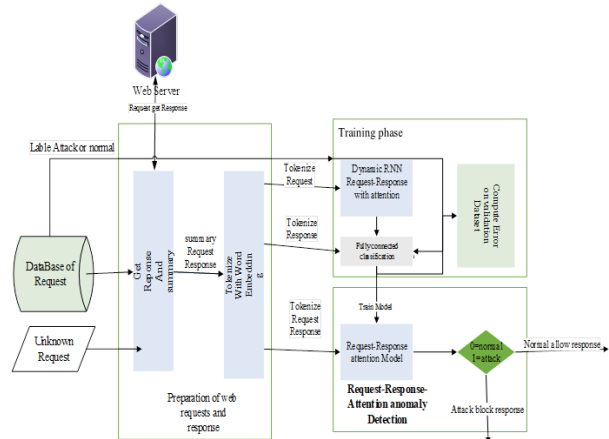 Web Server
Request get Response
Lable Attack or normal
Training phase
Tokenize
Request
Dynamic RNN
Request-Response
with attention
Compute Error
on validation
Dataset
Tokenize
Response
Fully connected
classification
summary
Request
Response
Get
Reponse
And
summary
Tokenize
With Word
Embeddin
g
DataBase of
Request
Tokenize
Request
Response
Train Model
Unknown
Request
Request-Response
attention Model
0=normal
1=attack
Normal allow response
Preparation of web
requests and
response
Request-Response-
Attention anomaly
Detection
Attack block response